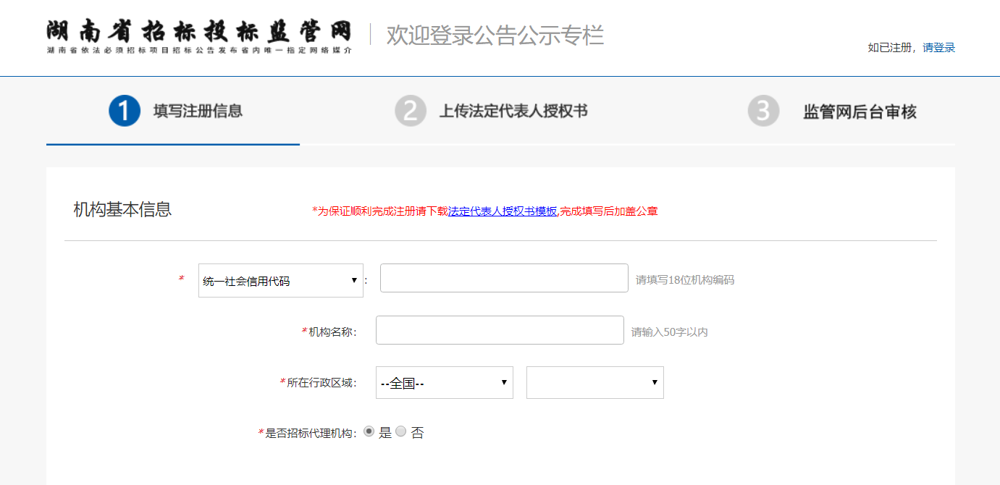 湖南省招标投标监管网
湖南省依法必须招标项目招标公告发布省内唯一指定网络媒介
欢迎登录公告公示专栏
如已注册，请登录
1 填写注册信息
2 上传法定代表人授权书
3 监管网后台审核
机构基本信息
*为保证顺利完成注册请下载法定代表人授权书模板,完成填写后加盖公章
* 统一社会信用代码 ： 请填写18位机构编码
*机构名称： 请输入50字以内
*所在行政区域： --全国--
*是否招标代理机构： 是 否